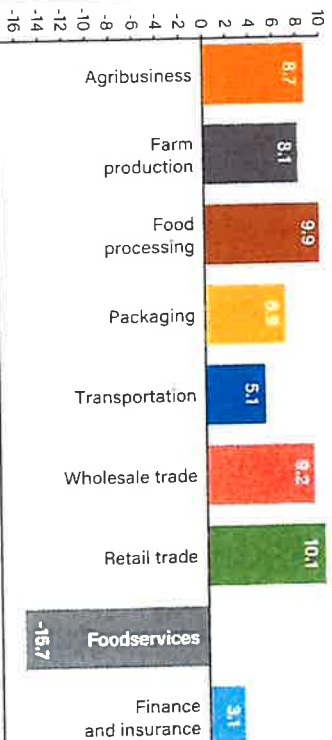 -16 -14 -12 -10 -8 -6 -4 -2 0 2 4 6 8 10
Agribusiness
8.7
Farm
production
8.1
Food
processing
9.9
Packaging
6.9
Transportation
5.1
Wholesale trade
9.2
Retail trade
10.1
Foodservices
-15.7
Finance
and insurance
3.1